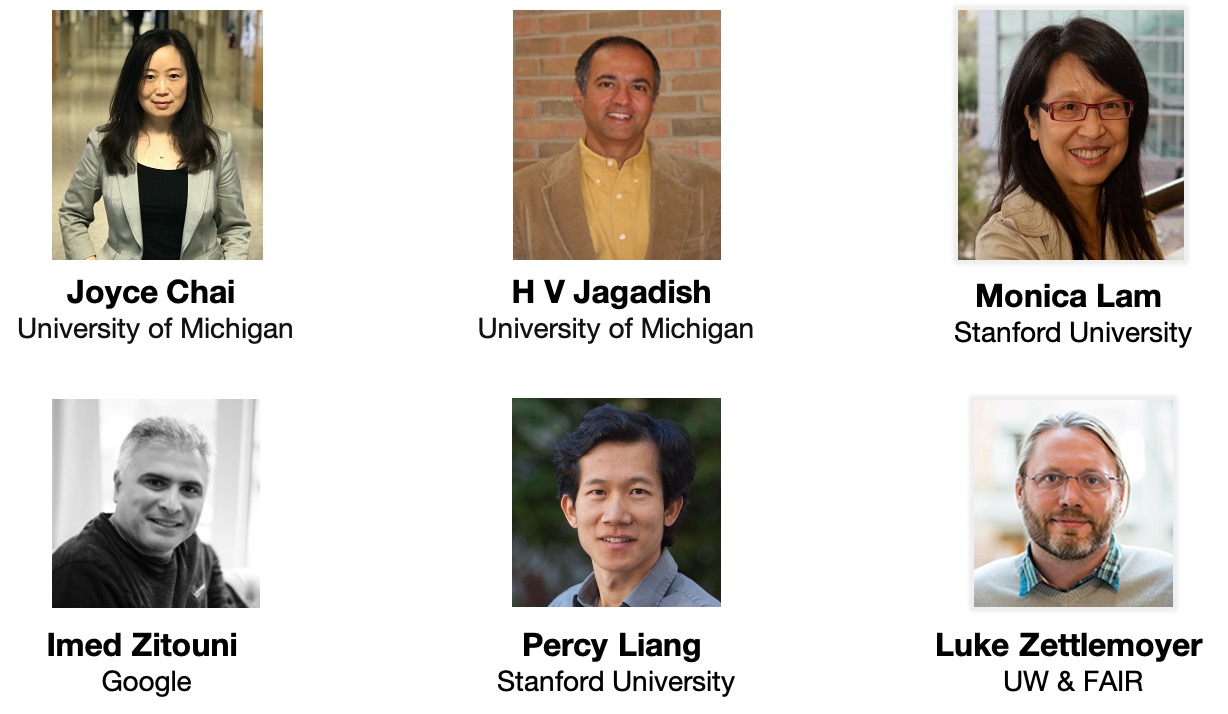 Joyce Chai
University of Michigan
H V Jagadish
University of Michigan
Monica Lam
Stanford University
Imed Zitouni
Google
Percy Liang
Stanford University
Luke Zettlemoyer
UW & FAIR